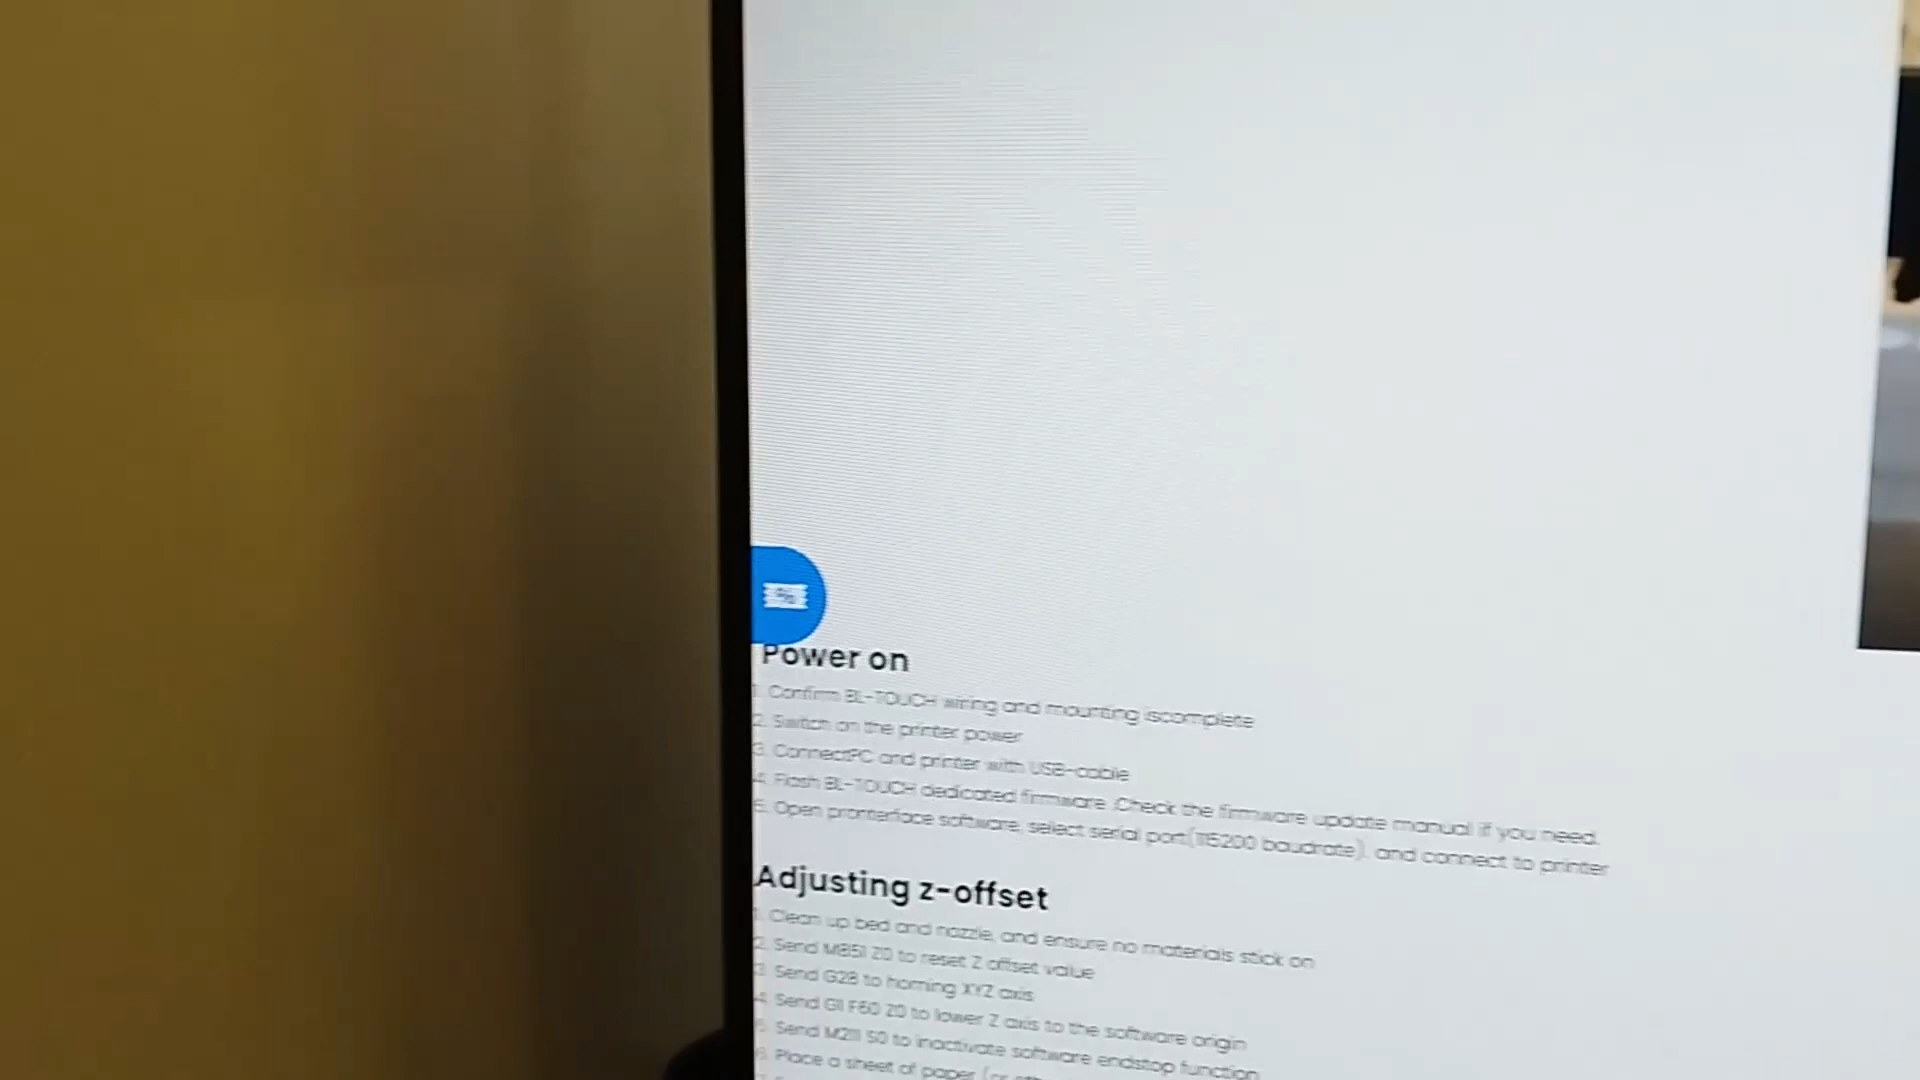 %
Power on
1. Confirm BL-TOUCH wiring and mounting iscomplete
2. Switch on the printer power
3. ConnectPC and printer with USB-cable
4. Flash BL-TOUCH dedicated firmware .Check the firmware update manual if you need.
5. Open pronterface software, select serial port(115200 baudrate), and connect to printer
Adjusting z-offset
1. Clean up bed and nozzle, and ensure no materials stick on
2. Send M851 Z0 to reset Z offset value
3. Send G28 to homing XYZ axis
4. Send G1 F60 Z0 to lower Z axis to the software origin
5. Send M211 S0 to inactivate software endstop function
6. Place a sheet of paper (or